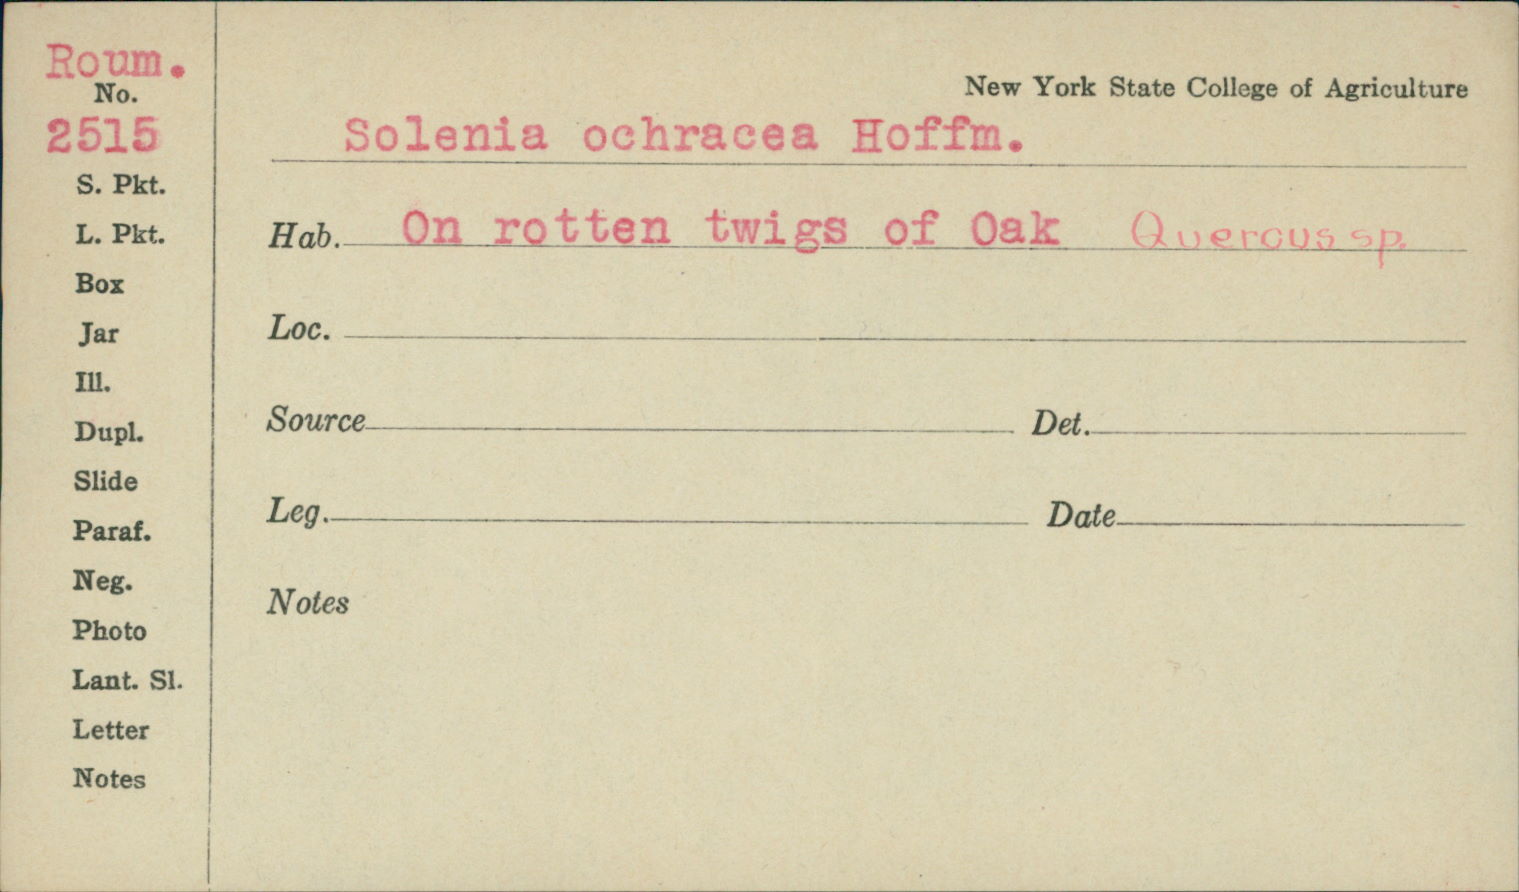 Roum.
No.
2515
S. Pkt.
L. Pkt.
Box
Jar
Ill.
Dupl.
Slide
Paraf.
Neg.
Photo
Lant. Sl.
Letter
Notes
New York State College of Agriculture
Solenia ochracea Hoffm.
Hab. On rotten twigs of Oak Quercus sp.
Loc.
Source Det.
Leg. Date
Notes